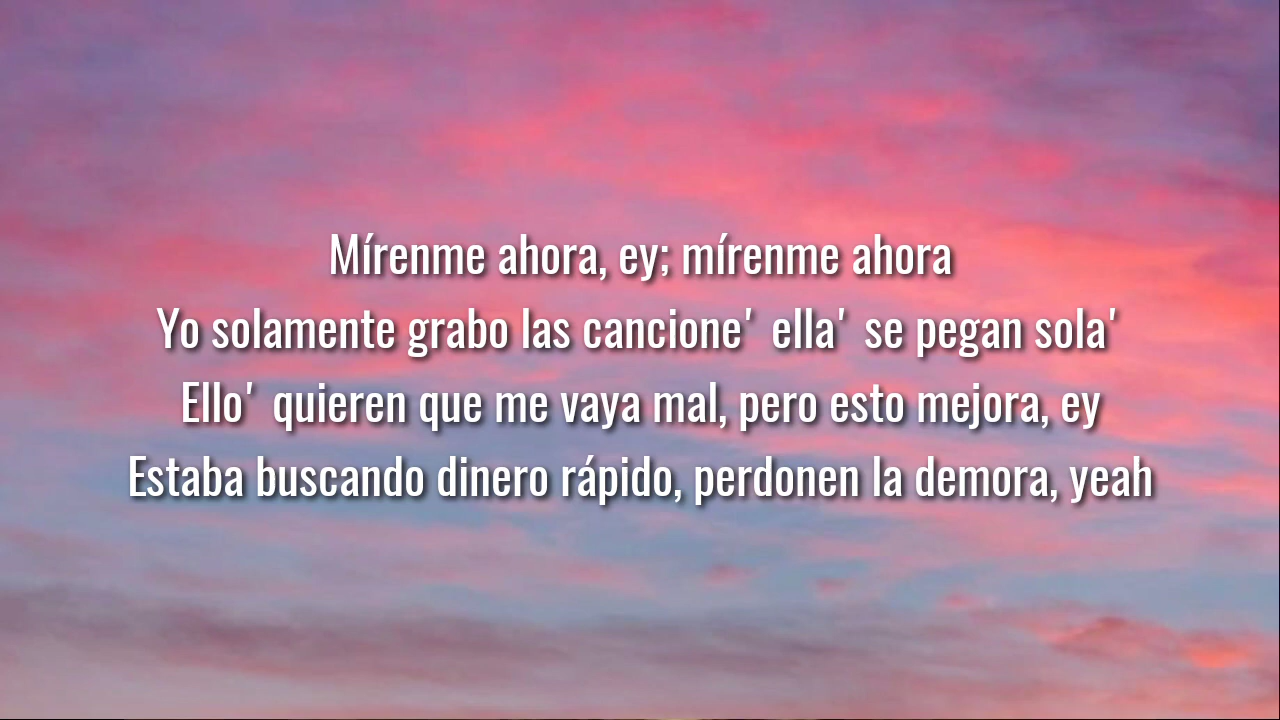 Mírenme ahora, ey; mírenme ahora
Yo solamente grabo las cancione' ella' se pegan sola'
Ello' quieren que me vaya mal, pero esto mejora, ey
Estaba buscando dinero rápido, perdonen la demora, yeah